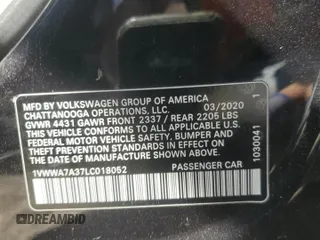 MFD BY VOLKSWAGEN GROUP OF AMERICA
CHATTANOOGA OPERATIONS, LLC. 03/2020 1
GVWR 4431 GAWR FRONT 2337 / REAR 2205 LBS
THIS VEHICLE CONFORMS TO ALL APPLICABLE
FEDERAL MOTOR VEHICLE SAFETY, BUMPER AND
THEFT PREVENTION STANDARDS IN EFFECT ON
THE DATE OF MANUFACTURE SHOWN ABOVE.
1VWWA7A37LC018052 PASSENGER CAR
1030041
DREAMBID